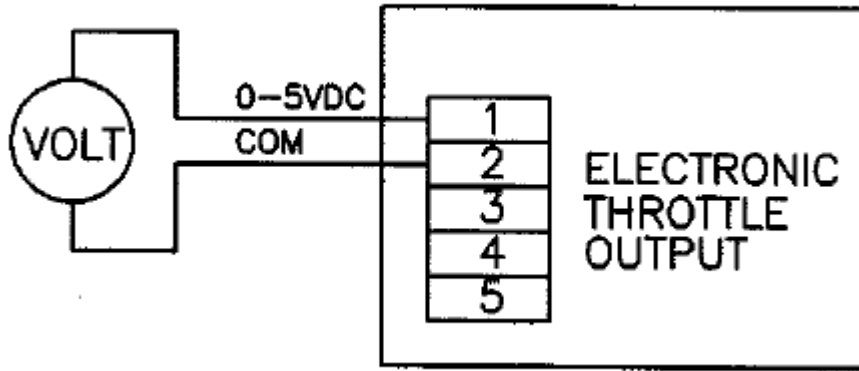 VOLT
0-5VDC
COM
1
2
3
4
5
ELECTRONIC
THROTTLE
OUTPUT